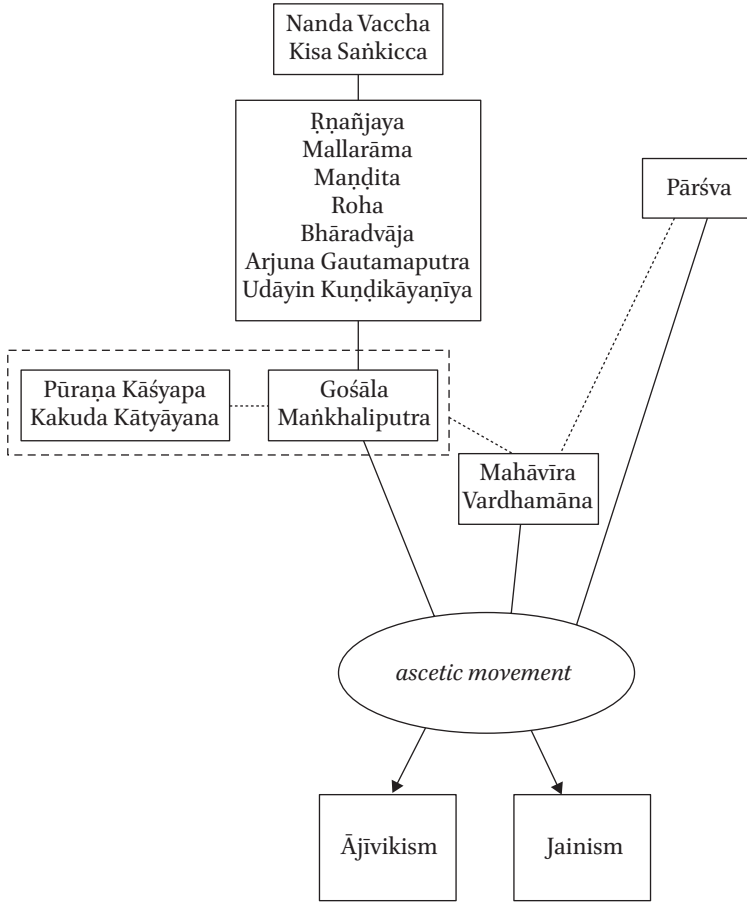 Nanda Vaccha
Kisa Saṅkicca
Ṛṇañjaya
Mallarāma
Maṇḍita
Roha
Bhāradvāja
Arjuna Gautamaputra
Udāyin Kuṇḍikāyaṇīya
Pārśva
Pūraṇa Kāśyapa
Kakuda Kātyāyana
Gośāla
Maṅkhaliputra
Mahāvīra
Vardhamāna
ascetic movement
Ājīvikism
Jainism